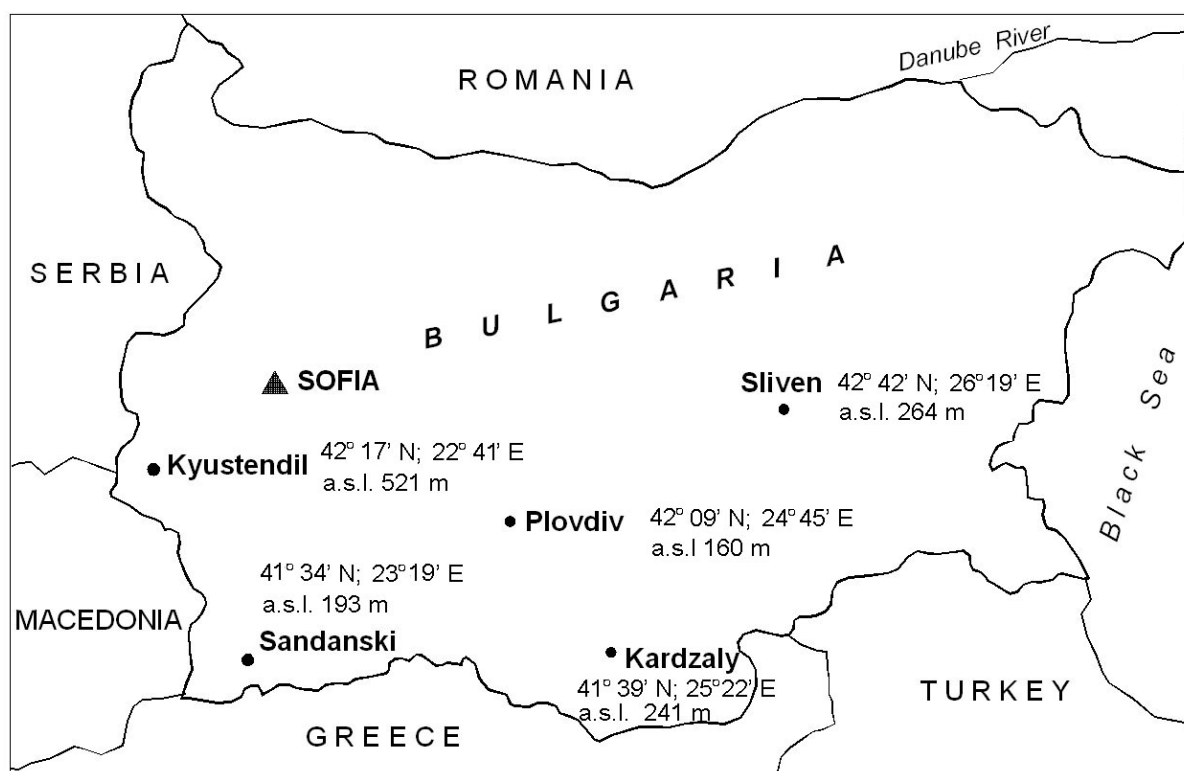 Danube River
ROMANIA
SERBIA
BULGARIA
SOFIA
Sliven 42° 42' N; 26°19' E
a.s.l. 264 m
Black Sea
Kyustendil 42° 17' N; 22° 41' E
a.s.l. 521 m
Plovdiv 42° 09' N; 24° 45' E
a.s.l 160 m
41° 34' N; 23°19' E
a.s.l. 193 m
MACEDONIA
Sandanski
Kardzaly
41° 39' N; 25°22' E
a.s.l. 241 m
TURKEY
GREECE